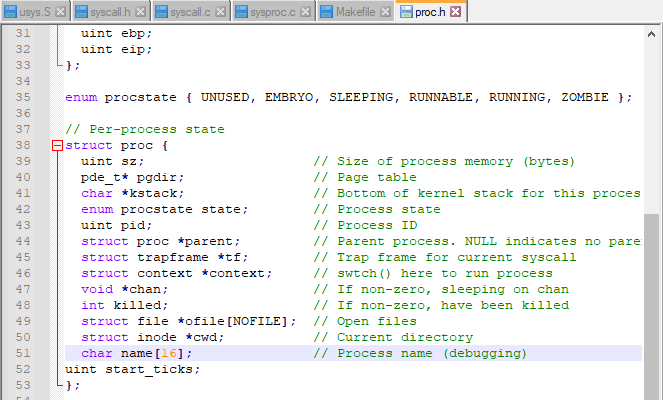 usys.S syscall.h syscall.c sysproc.c Makefile proc.h
31 uint ebp;
32 uint eip;
33 };
34
35 enum procstate { UNUSED, EMBRYO, SLEEPING, RUNNABLE, RUNNING, ZOMBIE };
36
37 // Per-process state
38 struct proc {
39 uint sz; // Size of process memory (bytes)
40 pde_t* pgdir; // Page table
41 char *kstack; // Bottom of kernel stack for this proces
42 enum procstate state; // Process state
43 uint pid; // Process ID
44 struct proc *parent; // Parent process. NULL indicates no pare
45 struct trapframe *tf; // Trap frame for current syscall
46 struct context *context; // swtch() here to run process
47 void *chan; // If non-zero, sleeping on chan
48 int killed; // If non-zero, have been killed
49 struct file *ofile[NOFILE]; // Open files
50 struct inode *cwd; // Current directory
51 char name[16]; // Process name (debugging)
52 uint start_ticks;
53 };